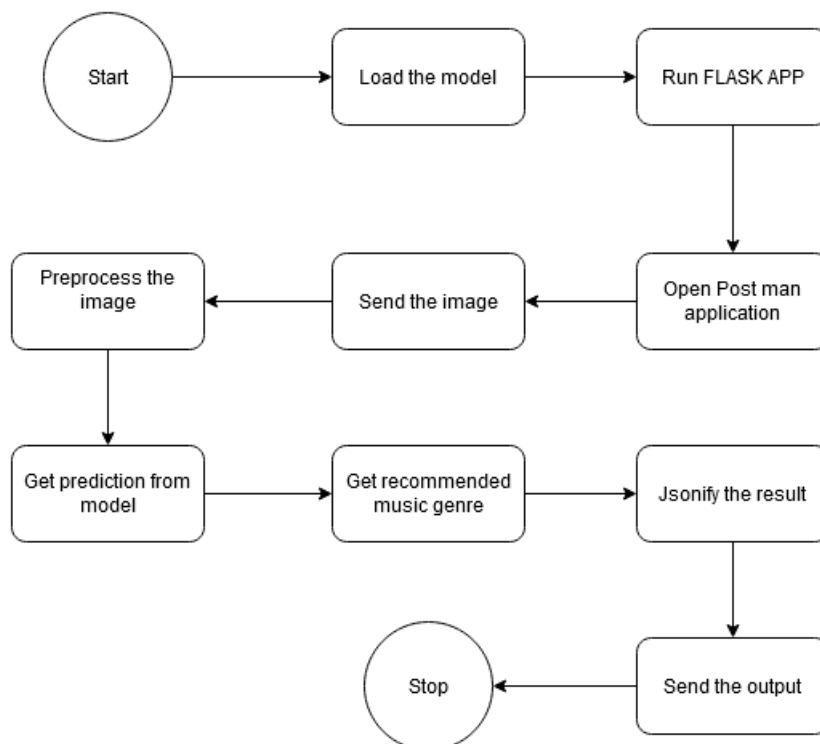 Start
Load the model
Run FLASK APP
Open Post man
application
Send the image
Preprocess the
image
Get prediction from
model
Get recommended
music genre
Jsonify the result
Send the output
Stop